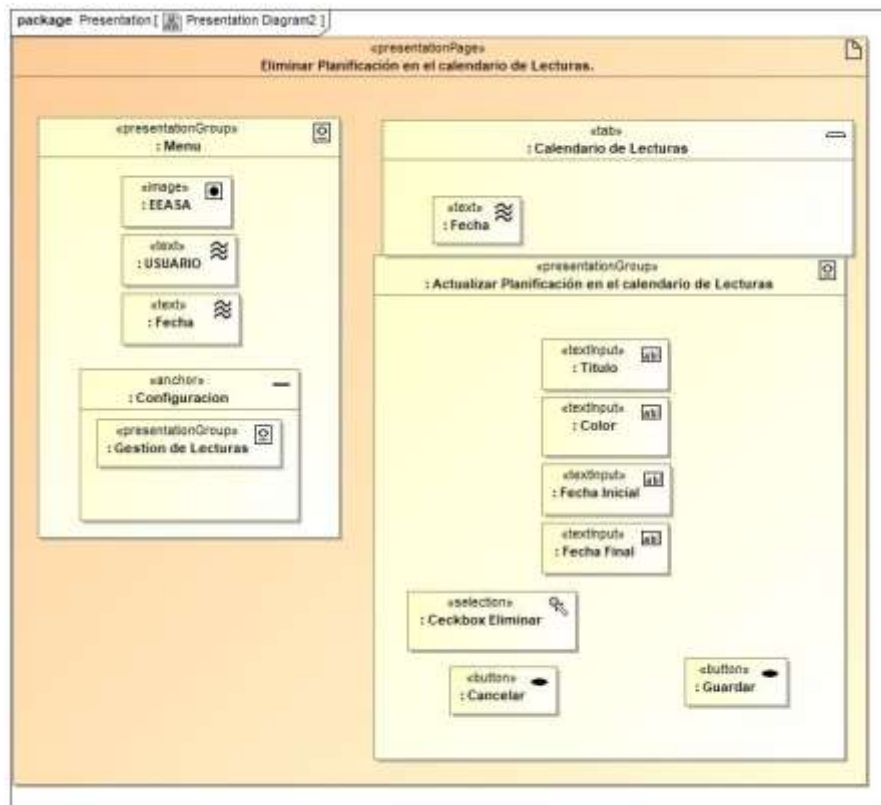 package Presentation [ Presentation Diagram2 ]
«presentationPage»
Eliminar Planificación en el calendario de Lecturas.
«presentationGroup»
: Menu
«image»
: EEASA
«text»
: USUARIO
«text»
: Fecha
«anchor»
: Configuracion
«presentationGroup»
: Gestion de Lecturas
«tab»
: Calendario de Lecturas
«text»
: Fecha
«presentationGroup»
: Actualizar Planificación en el calendario de Lecturas
«textInput»
: Titulo
«textInput»
: Color
«textInput»
: Fecha Inicial
«textInput»
: Fecha Final
«selection»
: Ceckbox Eliminar
«button»
: Cancelar
«button»
: Guardar